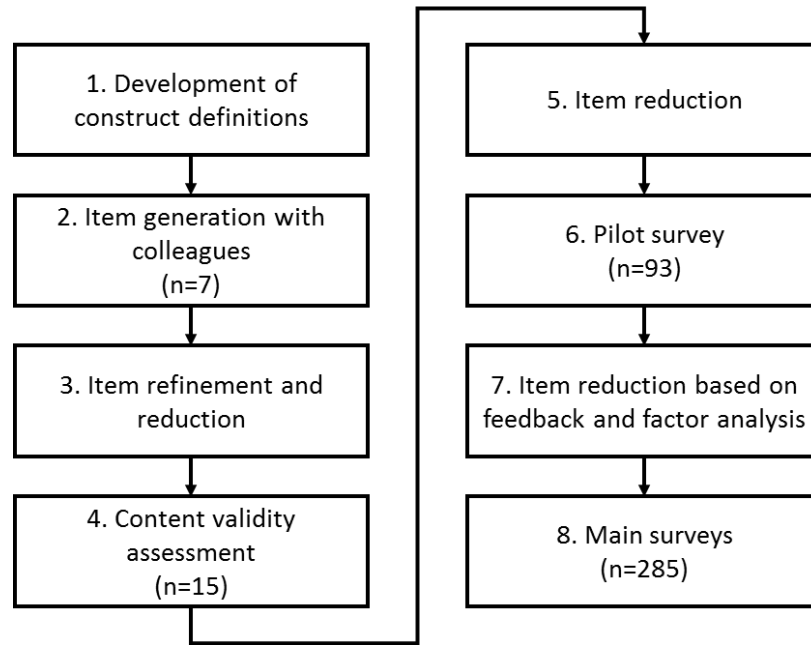 1. Development of
construct definitions
2. Item generation with
colleagues
(n=7)
3. Item refinement and
reduction
4. Content validity
assessment
(n=15)
5. Item reduction
6. Pilot survey
(n=93)
7. Item reduction based on
feedback and factor analysis
8. Main surveys
(n=285)